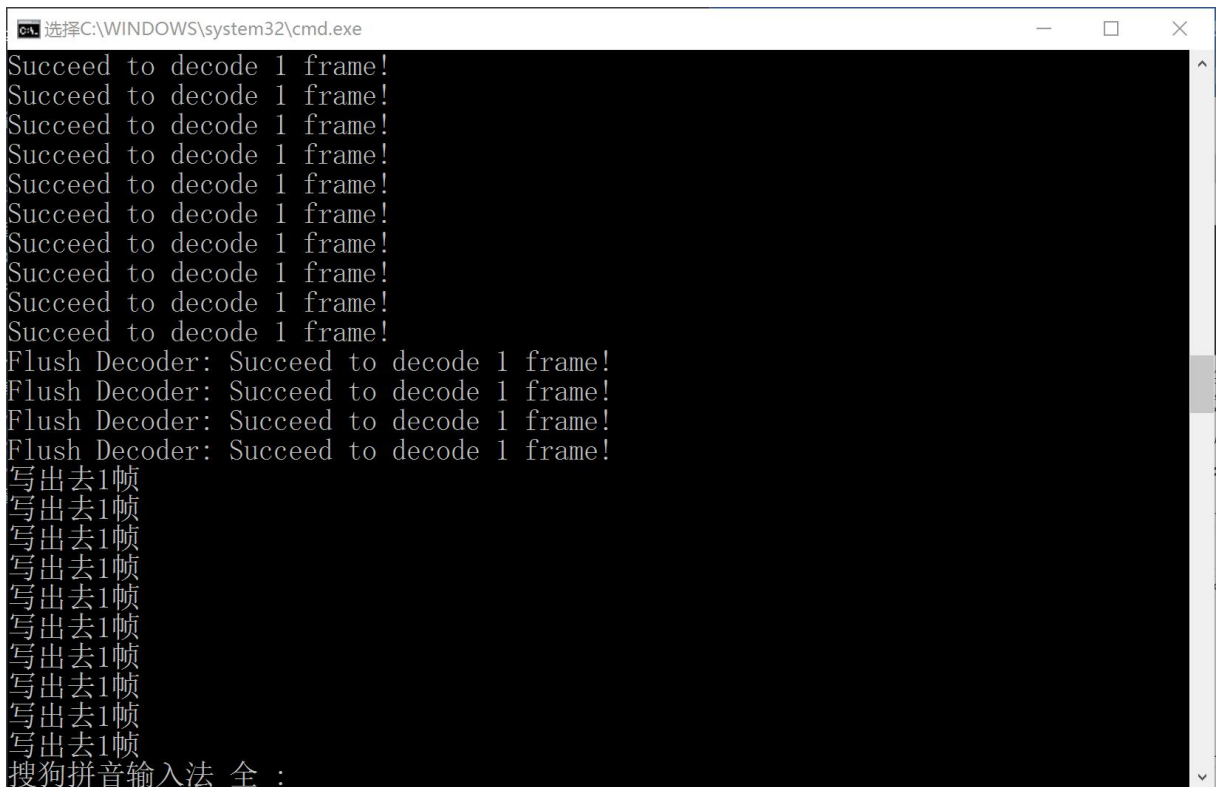 选择C:\WINDOWS\system32\cmd.exe
Succeed to decode 1 frame!
Succeed to decode 1 frame!
Succeed to decode 1 frame!
Succeed to decode 1 frame!
Succeed to decode 1 frame!
Succeed to decode 1 frame!
Succeed to decode 1 frame!
Succeed to decode 1 frame!
Succeed to decode 1 frame!
Succeed to decode 1 frame!
Flush Decoder: Succeed to decode 1 frame!
Flush Decoder: Succeed to decode 1 frame!
Flush Decoder: Succeed to decode 1 frame!
Flush Decoder: Succeed to decode 1 frame!
写出去1帧
写出去1帧
写出去1帧
写出去1帧
写出去1帧
写出去1帧
写出去1帧
写出去1帧
写出去1帧
写出去1帧
搜狗拼音输入法 全 :